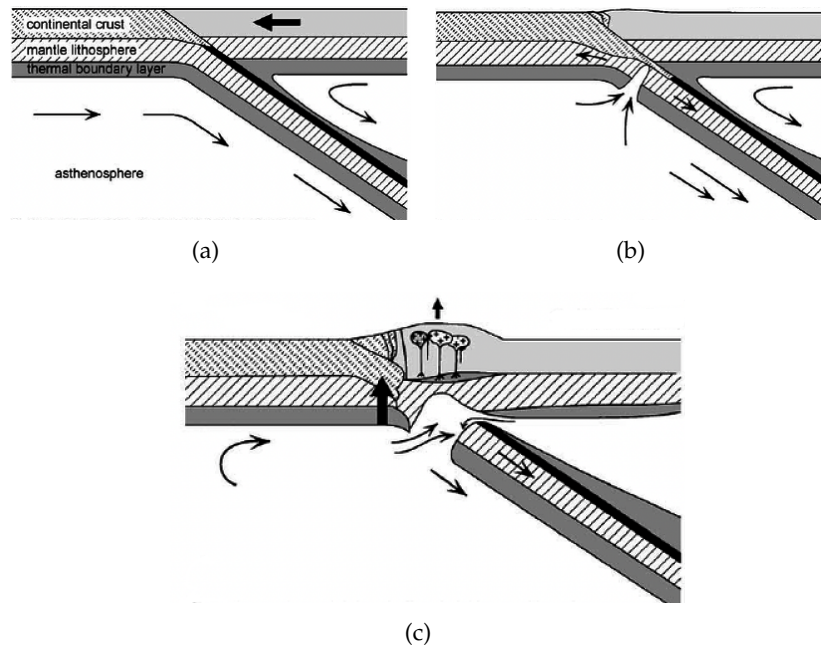 continental crust
mantle lithosphere
thermal boundary layer
asthenosphere
(a)
(b)
(c)